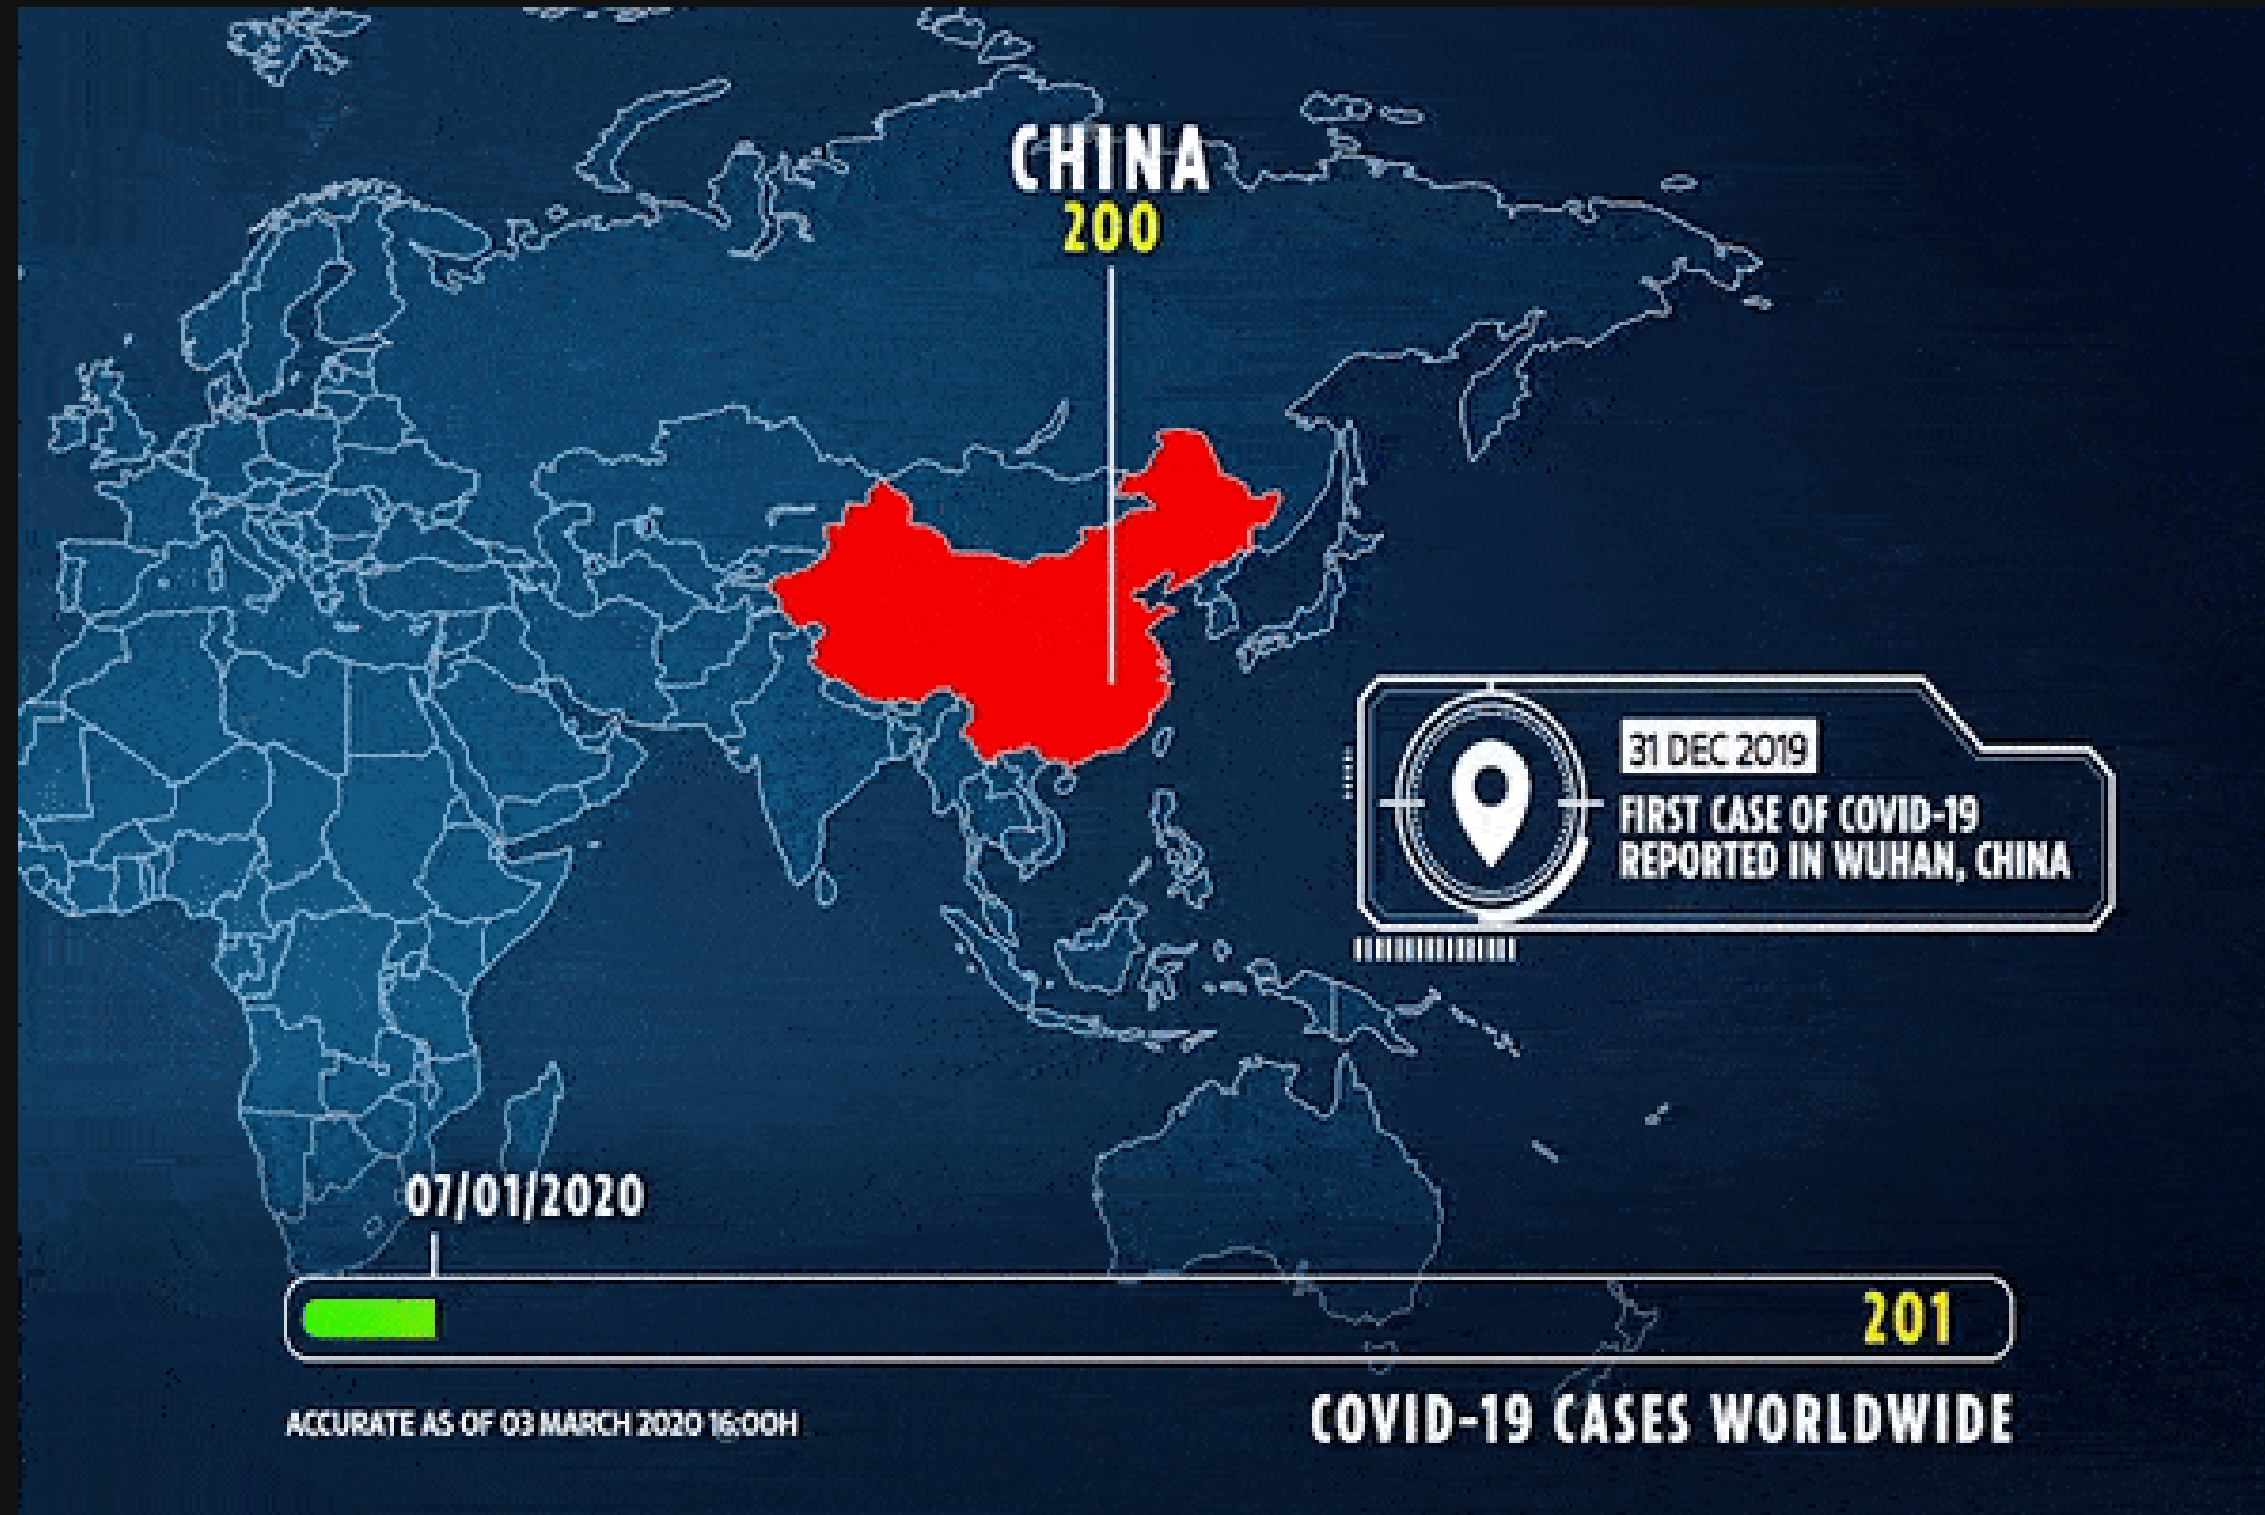 CHINA
200
31 DEC 2019
FIRST CASE OF COVID-19
REPORTED IN WUHAN, CHINA
07/01/2020
201
ACCURATE AS OF 03 MARCH 2020 16:00H
COVID-19 CASES WORLDWIDE